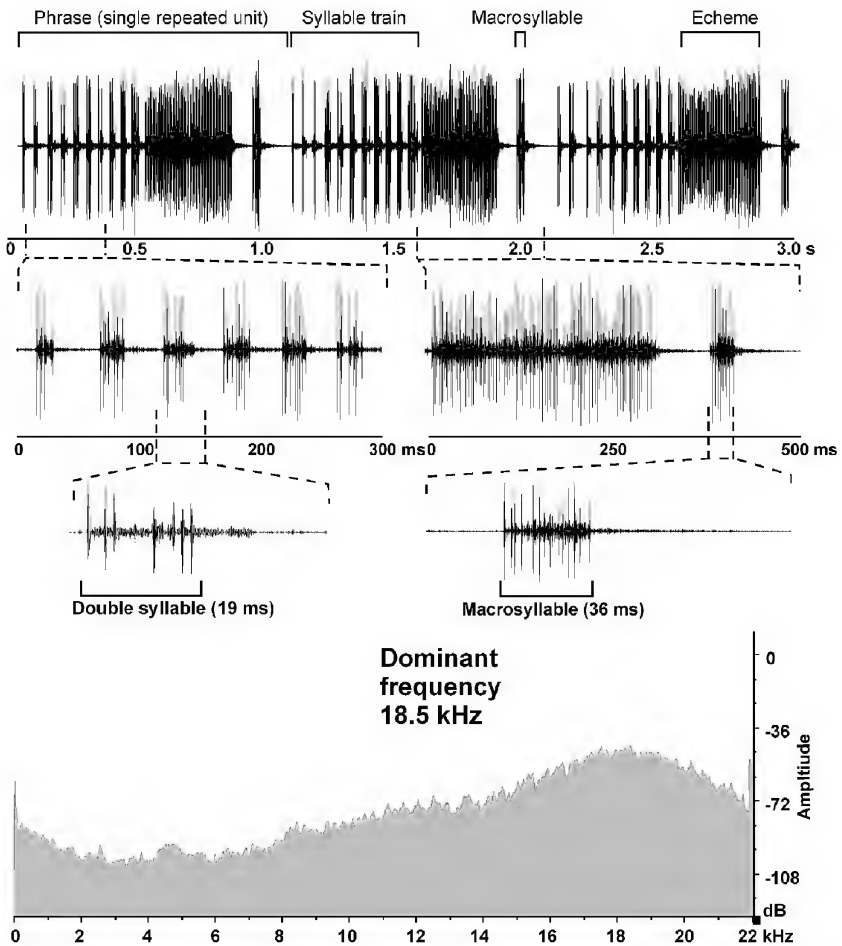 Phrase (single repeated unit) Syllable train Macrosyllable Echeme
0 0.5 1.0 1.5 2.0 2.5 3.0 s
0 100 200 300 ms 0 250 500 ms
Double syllable (19 ms) Macrosyllable (36 ms)
Dominant
frequency
18.5 kHz
0
-36
-72
-108
dB
Ampltiude
0 2 4 6 8 10 12 14 16 18 20 22 kHz